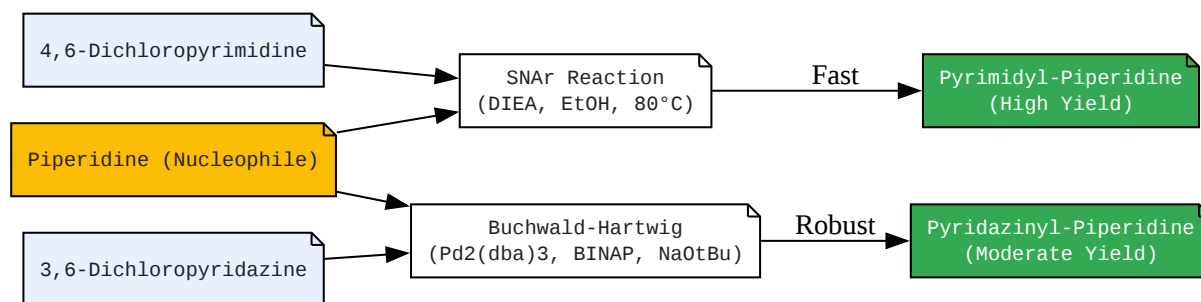 4,6-Dichloropyrimidine
SNAr Reaction
(DIEA, EtOH, 80°C)
Fast
Pyrimidyl-Piperidine
(High Yield)
Piperidine (Nucleophile)
3,6-Dichloropyridazine
Buchwald-Hartwig
(Pd2(dba)3, BINAP, NaOtBu)
Robust
Pyridazinyl-Piperidine
(Moderate Yield)